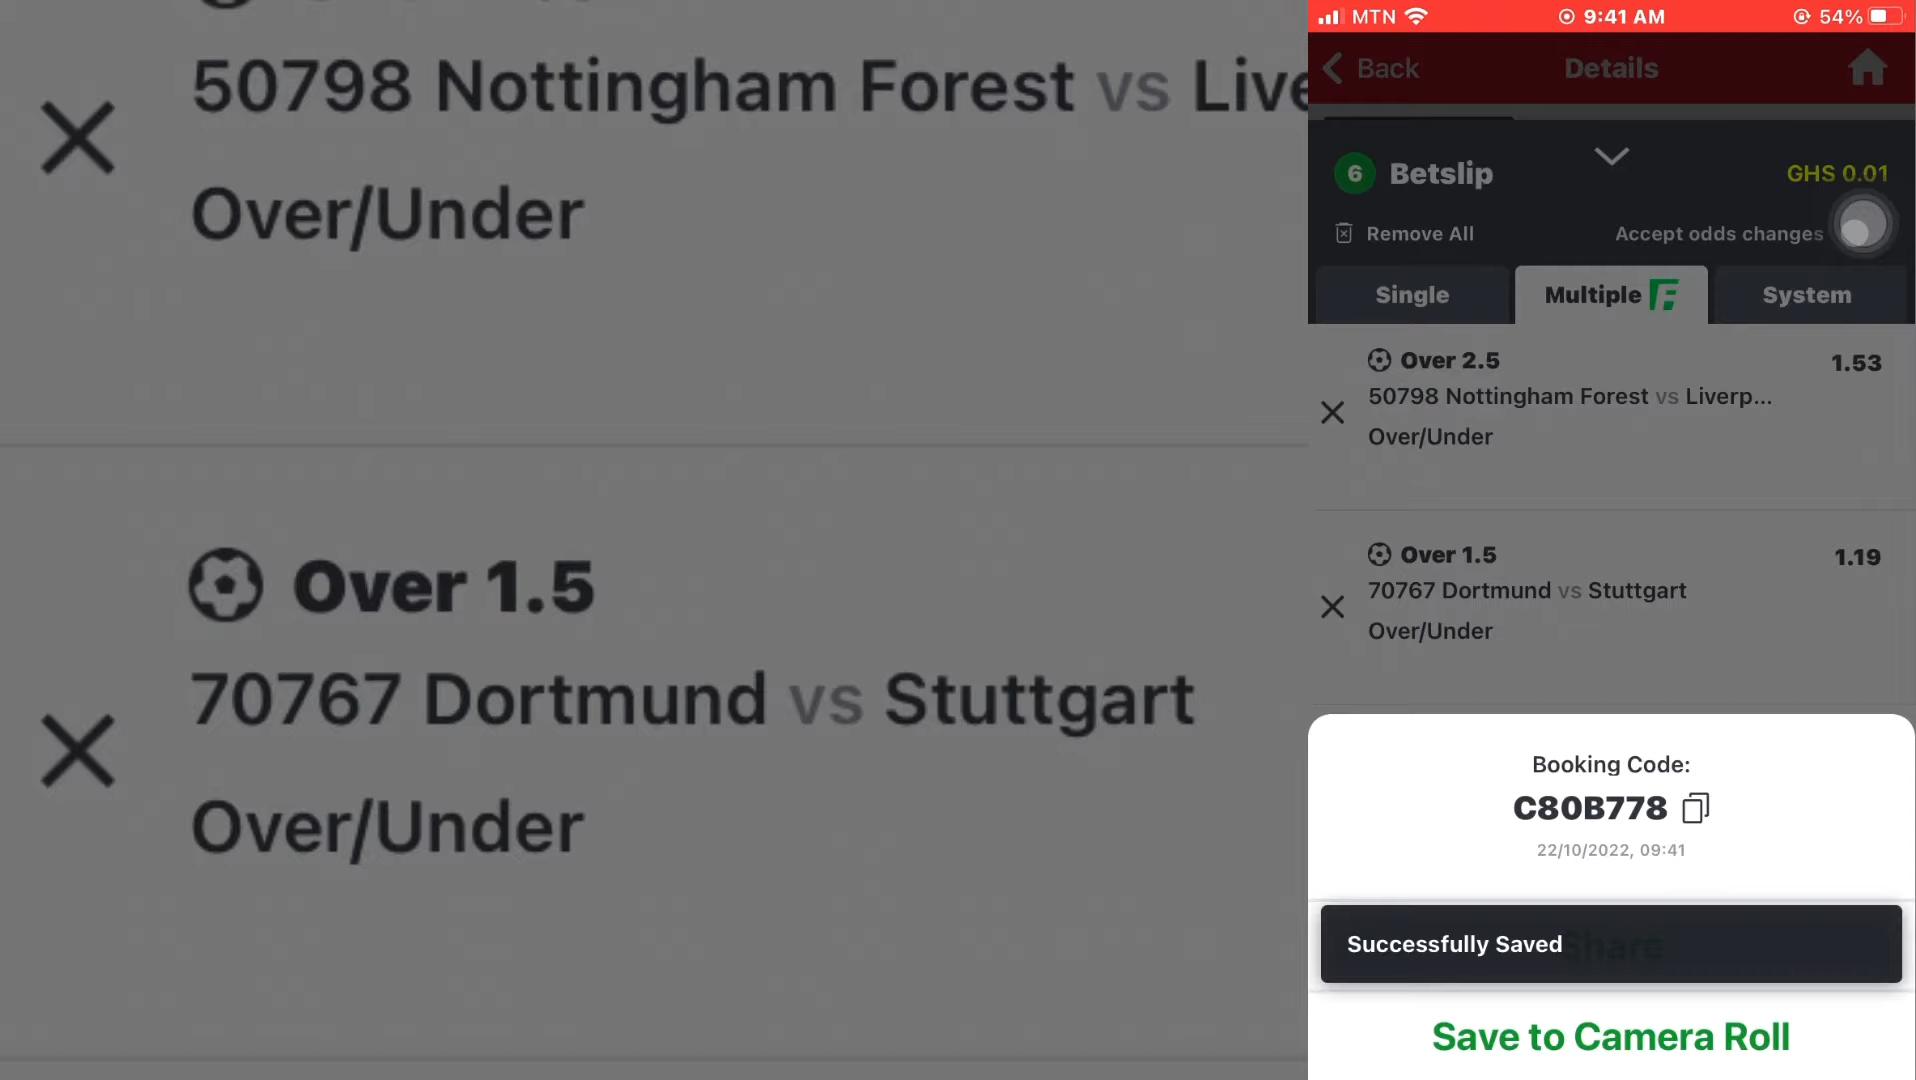 50798 Nottingham Forest vs Live
Over/Under
Over 1.5
70767 Dortmund vs Stuttgart
Over/Under
MTN 9:41 AM 54%
Back Details
6 Betslip GHS 0.01
Remove All Accept odds changes
Single Multiple F System
Over 2.5 1.53
50798 Nottingham Forest vs Liverp...
Over/Under
Over 1.5 1.19
70767 Dortmund vs Stuttgart
Over/Under
Booking Code:
C80B778
22/10/2022, 09:41
Successfully Saved
Share
Save to Camera Roll